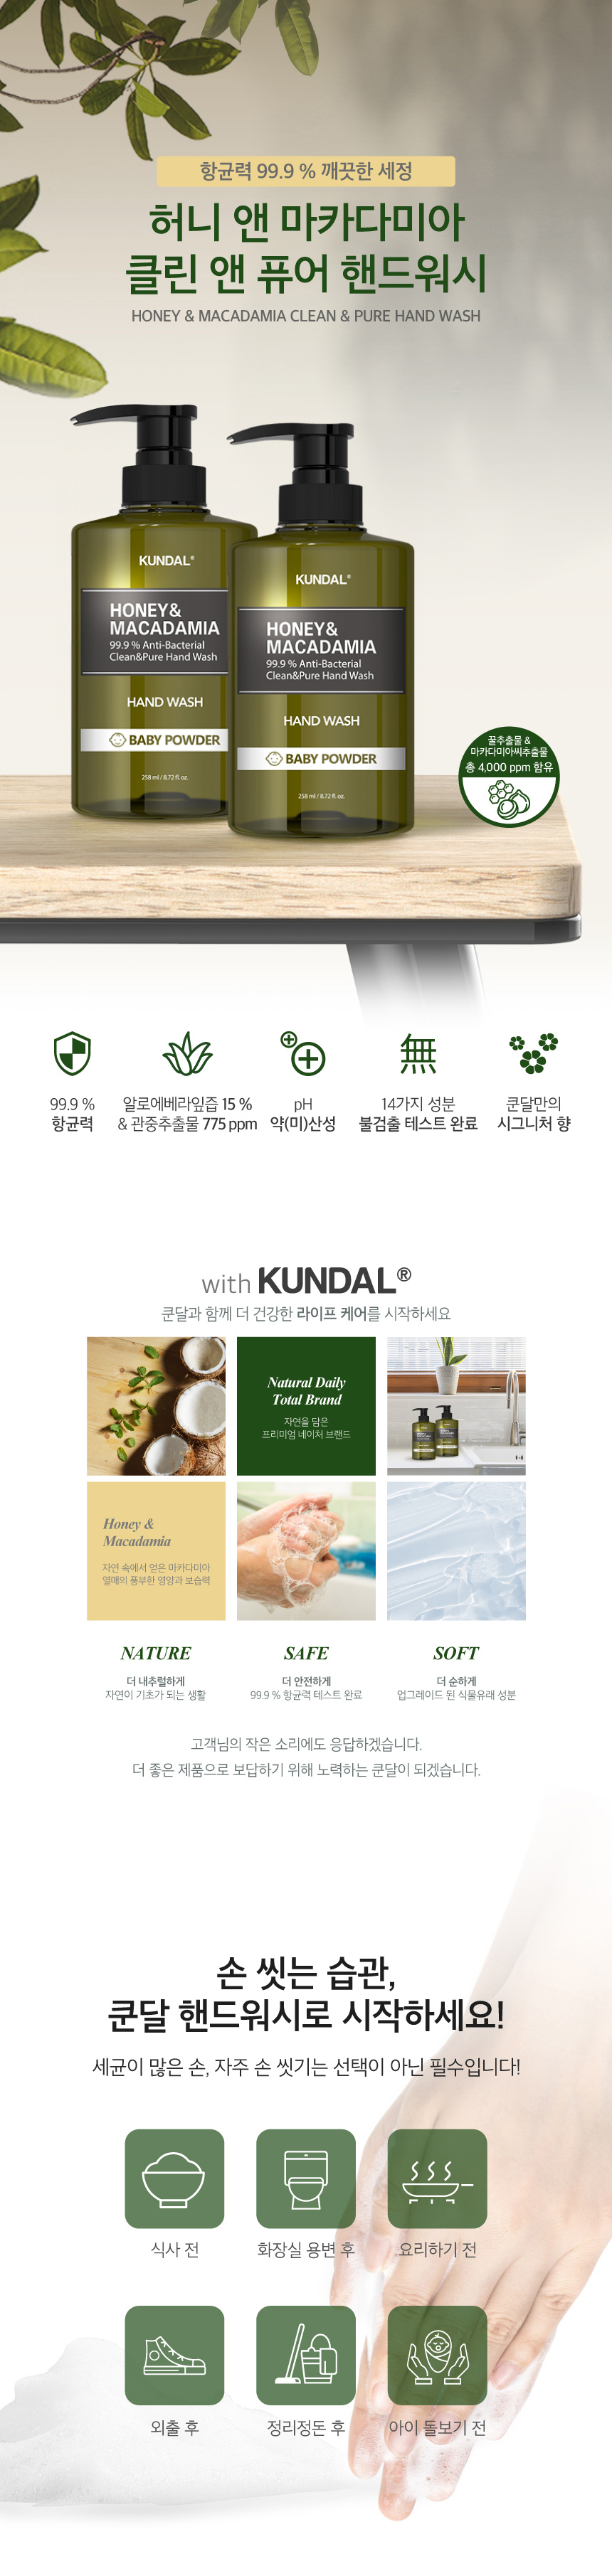 항균력 99.9 % 깨끗한 세정
허니 앤 마카다미아
클린 앤 퓨어 핸드워시
HONEY & MACADAMIA CLEAN & PURE HAND WASH
KUNDAL®
HONEY&
MACADAMIA
99.9 % Anti-Bacterial
Clean&Pure Hand Wash
HAND WASH
BABY POWDER
258 ml / 8.72 fl. oz.
KUNDAL®
HONEY&
MACADAMIA
99.9 % Anti-Bacterial
Clean&Pure Hand Wash
HAND WASH
BABY POWDER
258 ml / 8.72 fl. oz.
꿀추출물 &
마카다미아씨추출물
총 4,000 ppm 함유
無
99.9 %
항균력
알로에베라잎즙 15 %
& 관중추출물 775 ppm
pH
약(미)산성
14가지 성분
불검출 테스트 완료
쿤달만의
시그니처 향
with KUNDAL®
쿤달과 함께 더 건강한 라이프 케어를 시작하세요
Natural Daily
Total Brand
자연을 담은
프리미엄 네이처 브랜드
Honey &
Macadamia
자연 속에서 얻은 마카다미아
열매의 풍부한 영양과 보습력
NATURE
더 내추럴하게
자연이 기초가 되는 생활
SAFE
더 안전하게
99.9 % 항균력 테스트 완료
SOFT
더 순하게
업그레이드 된 식물유래 성분
고객님의 작은 소리에도 응답하겠습니다.
더 좋은 제품으로 보답하기 위해 노력하는 쿤달이 되겠습니다.
손 씻는 습관,
쿤달 핸드워시로 시작하세요!
세균이 많은 손, 자주 손 씻기는 선택이 아닌 필수입니다!
식사 전
화장실 용변 후
요리하기 전
외출 후
정리정돈 후
아이 돌보기 전